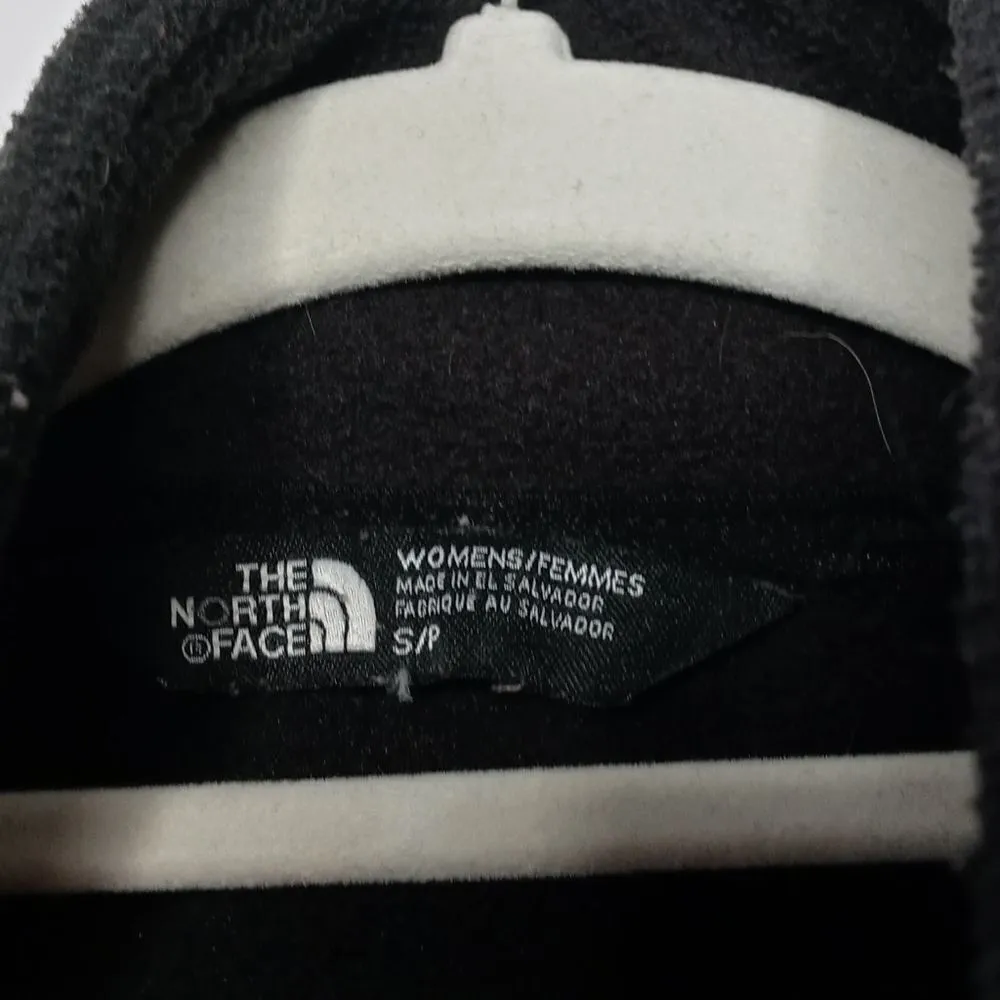 THE
NORTH
FACE
WOMENS/FEMMES
MADE IN EL SALVADOR
FABRIQUÉ AU SALVADOR
S/P